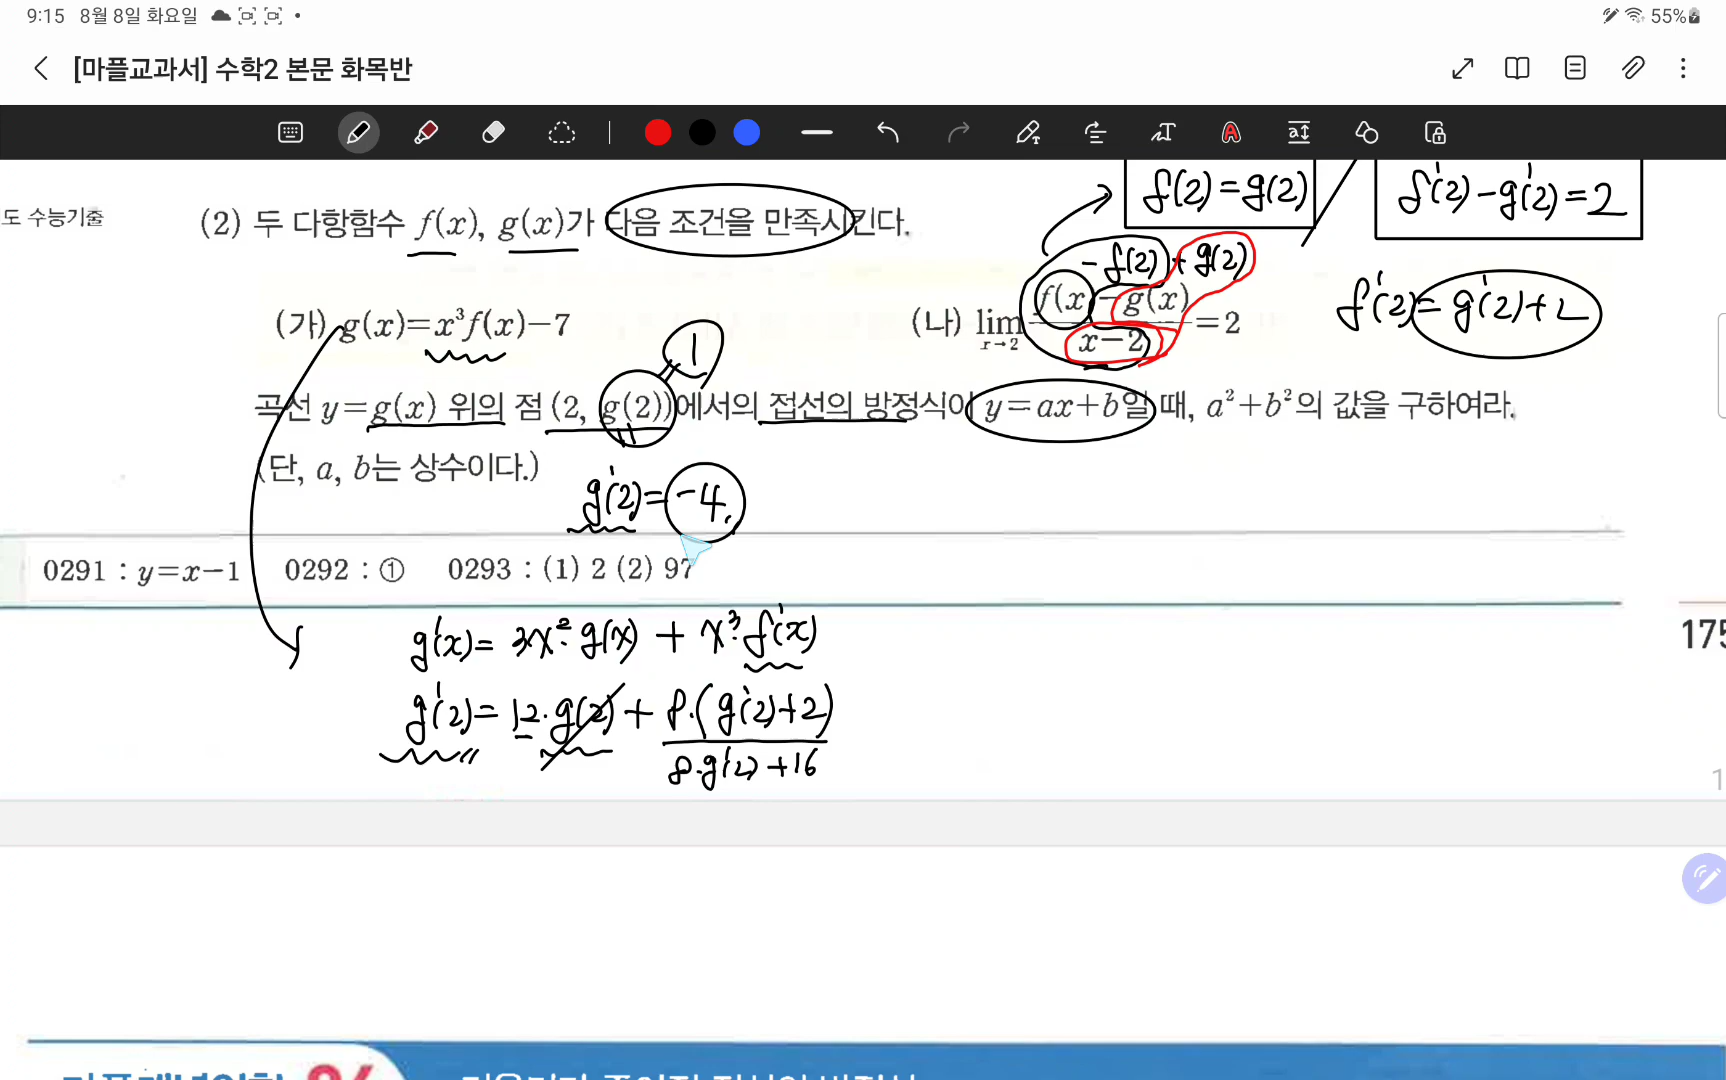 9:15 8월 8일 화요일 55%
[마플교과서] 수학2 본문 화목반
f(2)=g(2) f'(2)-g'(2)=2
도 수능기출 (2) 두 다항함수 f(x), g(x)가 다음 조건을 만족시킨다.
-f(2)+g(2)
(가) g(x)=x³f(x)-7 (나) lim x→2 f(x)-g(x) / x-2 =2 f'(2)=g'(2)+2
1
곡선 y=g(x) 위의 점 (2, g(2))에서의 접선의 방정식이 y=ax+b일 때, a²+b²의 값을 구하여라.
(단, a, b는 상수이다.)
g'(2)=-4.
0291 : y=x-1 0292 : ① 0293 : (1) 2 (2) 97
g'(x)= 3x²·g(x) + x³·f'(x)
175
g'(2)= 12·g(2) + 8·(g'(2)+2)
8·g'(2)+16
1